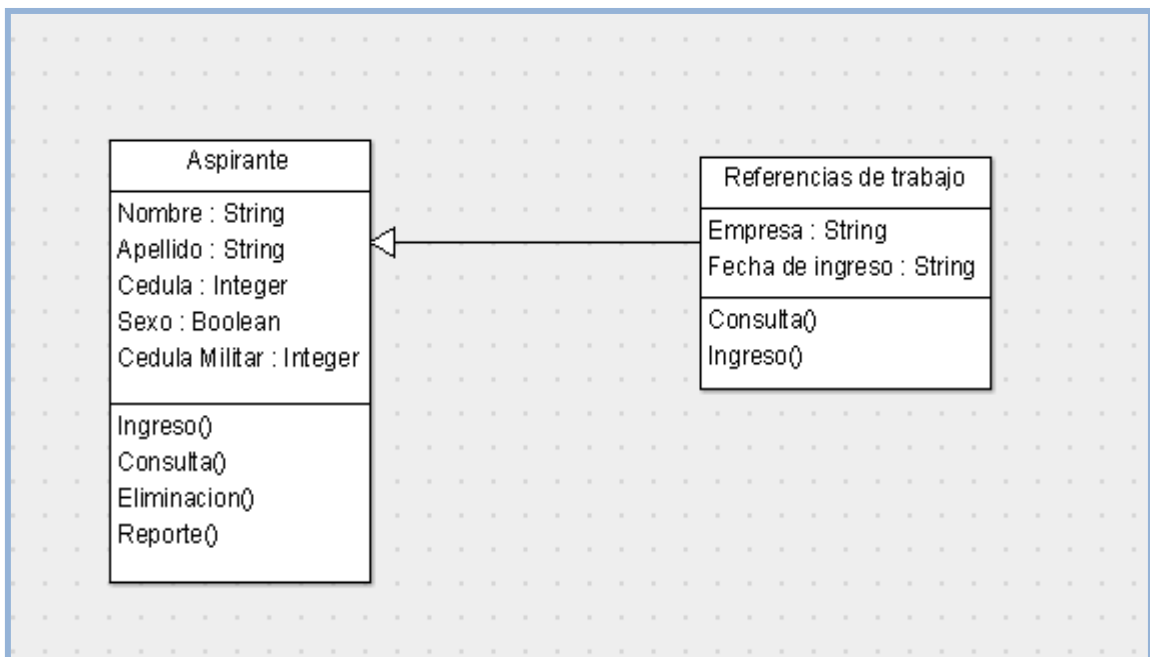 Aspirante
Nombre : String
Apellido : String
Cedula : Integer
Sexo : Boolean
Cedula Militar : Integer
Ingreso()
Consulta()
Eliminacion()
Reporte()
Referencias de trabajo
Empresa : String
Fecha de ingreso : String
Consulta()
Ingreso()